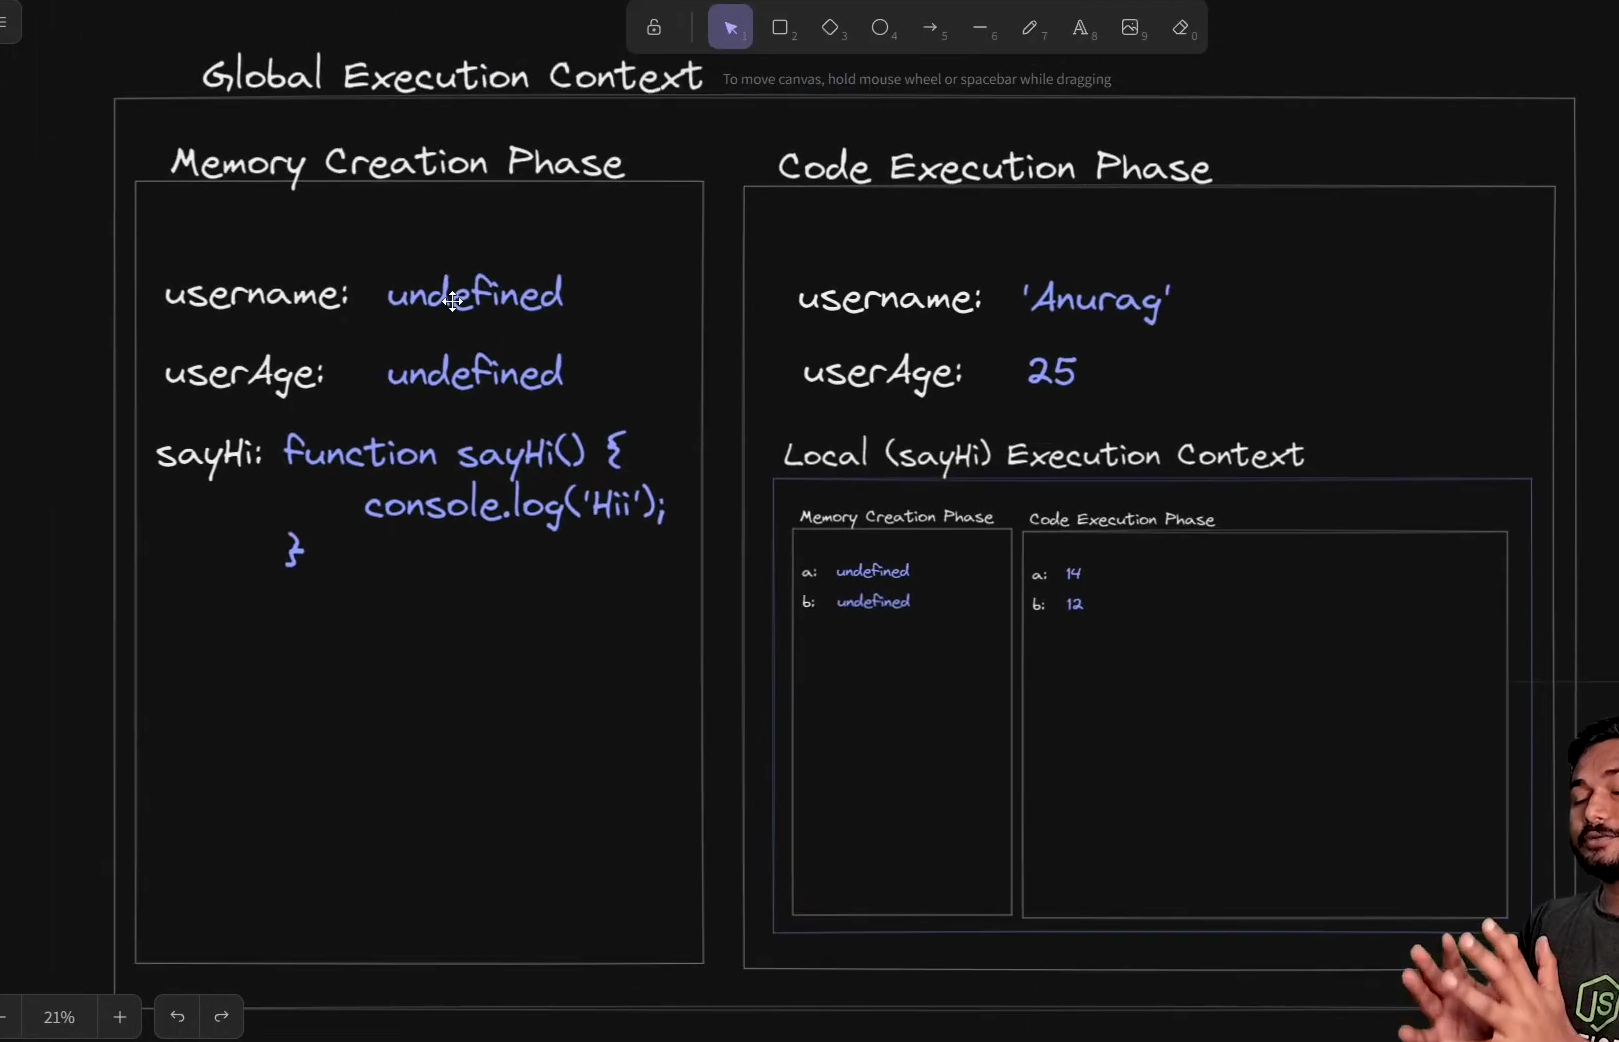 1
2
3
4
5
6
7
8
9
0
Global Execution Context
To move canvas, hold mouse wheel or spacebar while dragging
Memory Creation Phase
username: undefined
userAge: undefined
sayHi: function sayHi() {
console.log('Hii');
}
Code Execution Phase
username: 'Anurag'
userAge: 25
Local (sayHi) Execution Context
Memory Creation Phase
a: undefined
b: undefined
Code Execution Phase
a: 14
b: 12
21%
JS